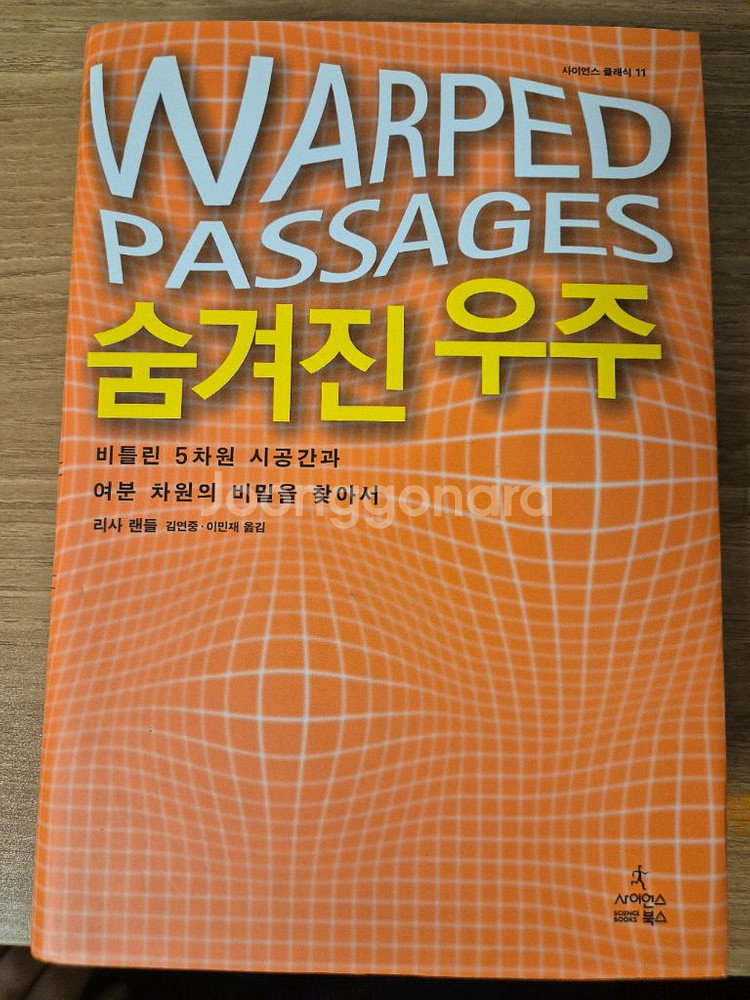 사이언스 클래식 11
WARPED
PASSAGES
숨겨진 우주
비틀린 5차원 시공간과
여분 차원의 비밀을 찾아서
Joonggonara
리사 랜들 김연중·이민재 옮김
사이언스
SCIENCE BOOKS 북스